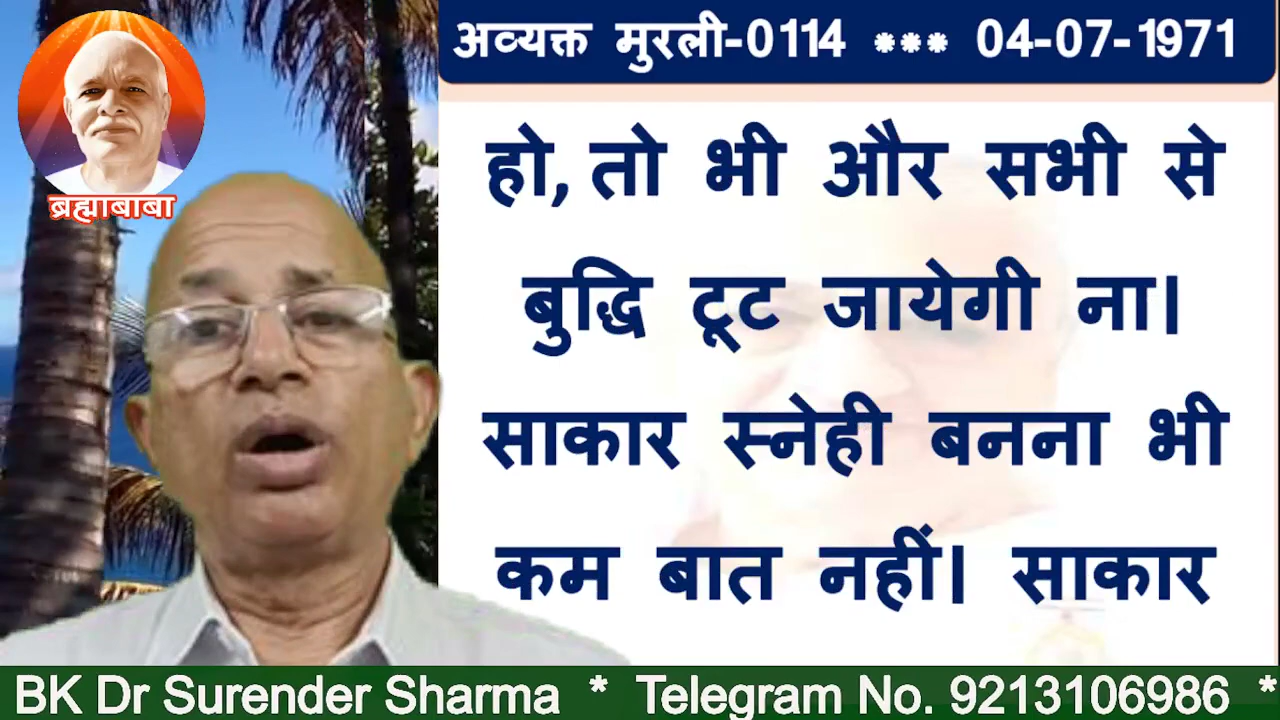 अव्यक्त मुरली-0114 *** 04-07-1971
ब्रह्माबाबा
हो, तो भी और सभी से
बुद्धि टूट जायेगी ना।
साकार स्नेही बनना भी
कम बात नहीं। साकार
BK Dr Surender Sharma * Telegram No. 9213106986 *